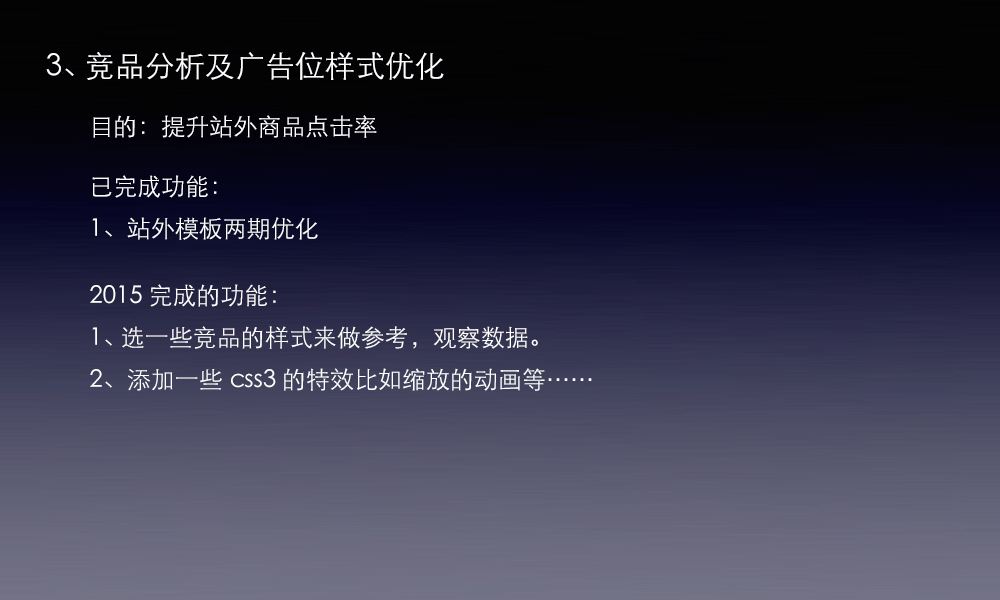 3、竞品分析及广告位样式优化
目的：提升站外商品点击率
已完成功能：
1、站外模板两期优化
2015 完成的功能：
1、选一些竞品的样式来做参考，观察数据。
2、添加一些 css3 的特效比如缩放的动画等……